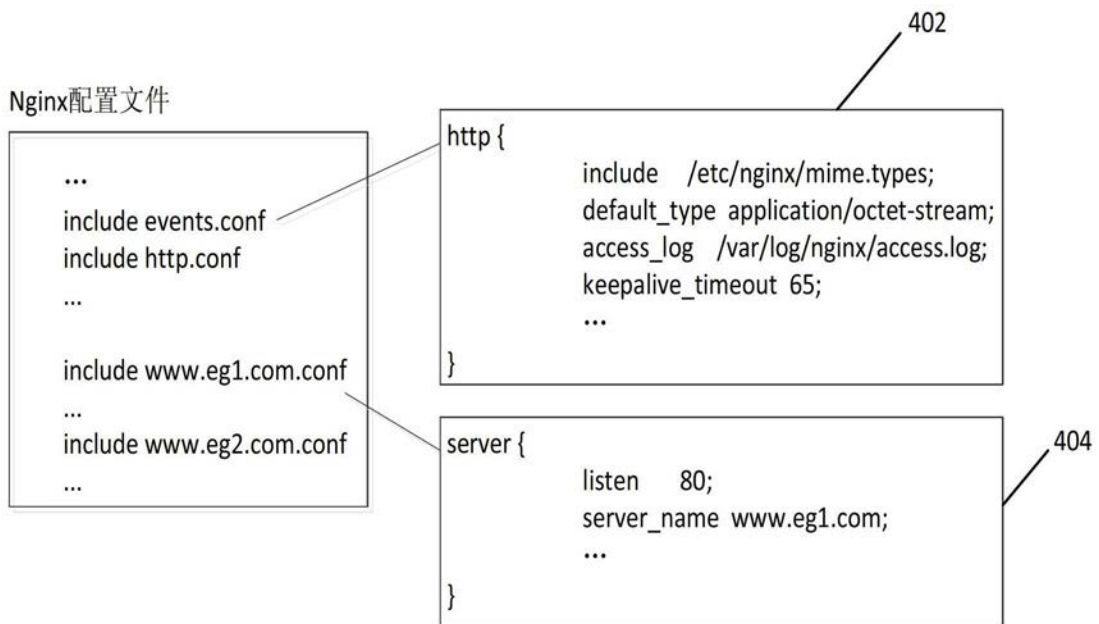 402
Nginx配置文件
...
include events.conf
include http.conf
...
include www.eg1.com.conf
...
include www.eg2.com.conf
...
http {
include /etc/nginx/mime.types;
default_type application/octet-stream;
access_log /var/log/nginx/access.log;
keepalive_timeout 65;
...
}
server {
listen 80;
server_name www.eg1.com;
...
}
404